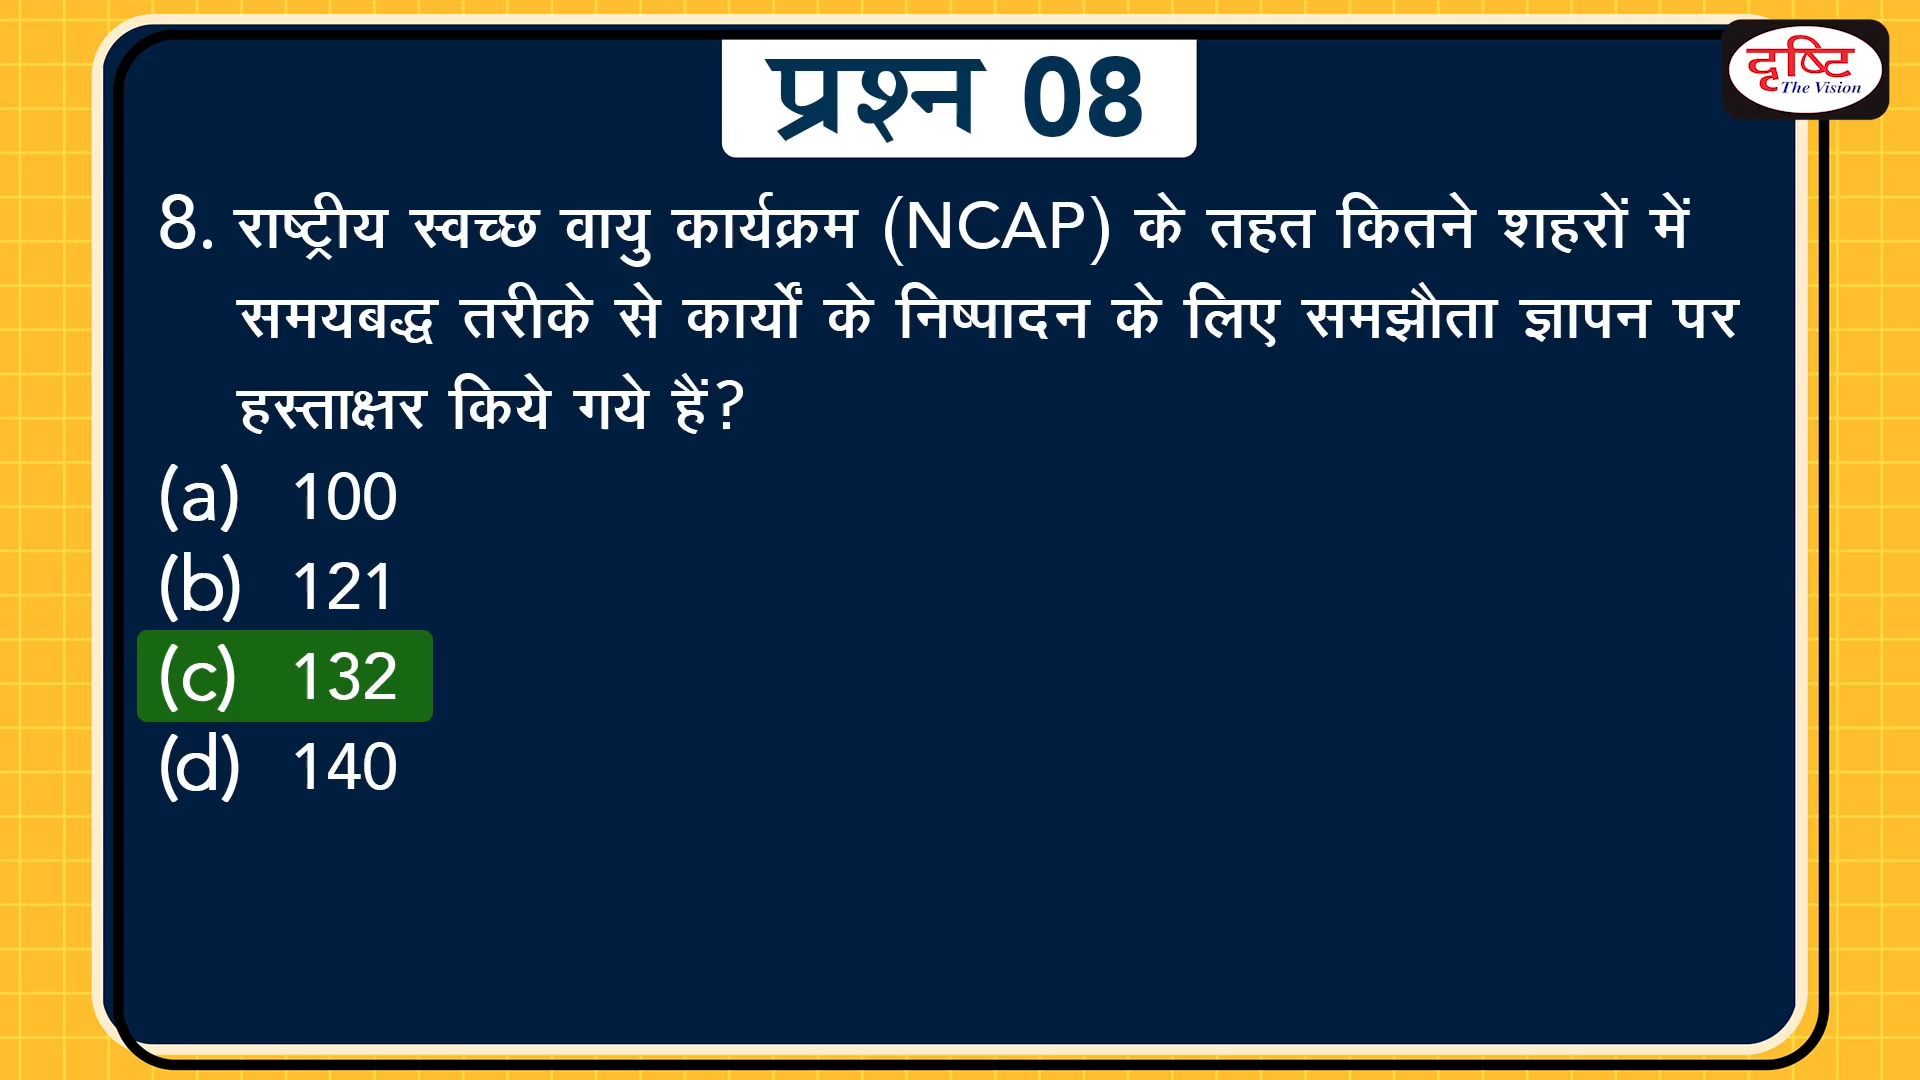 प्रश्न 08
दृष्टि
The Vision
8. राष्ट्रीय स्वच्छ वायु कार्यक्रम (NCAP) के तहत कितने शहरों में
समयबद्ध तरीके से कार्यों के निष्पादन के लिए समझौता ज्ञापन पर
हस्ताक्षर किये गये हैं?
(a) 100
(b) 121
(c) 132
(d) 140